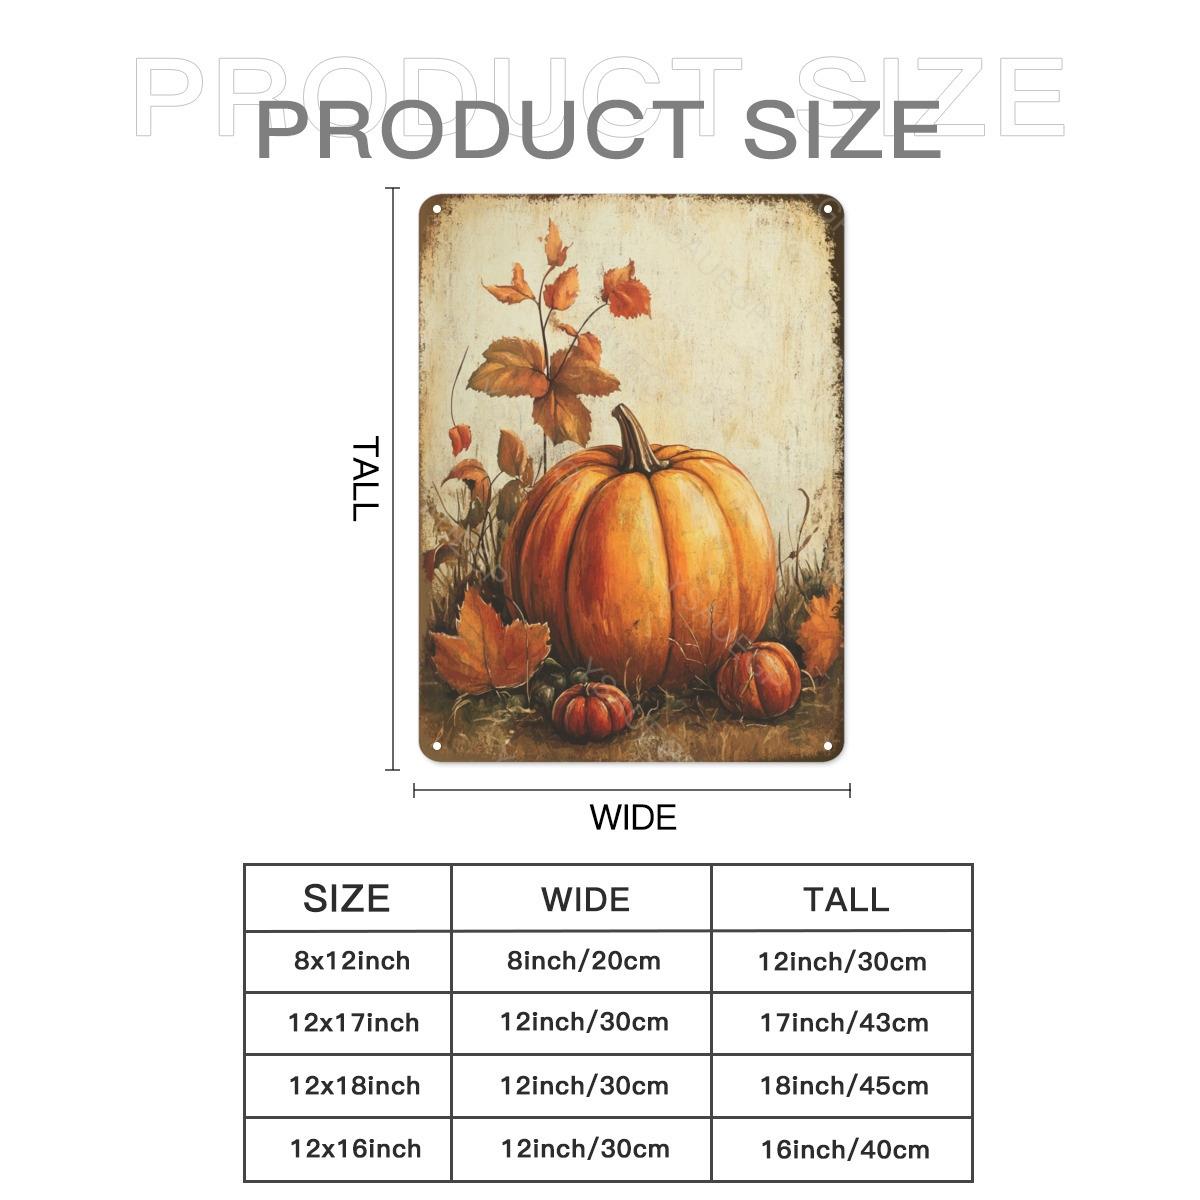 PRODUCT SIZE
PRODUCT SIZE
TALL
WIDE
SIZE WIDE TALL
8x12inch 8inch/20cm 12inch/30cm
12x17inch 12inch/30cm 17inch/43cm
12x18inch 12inch/30cm 18inch/45cm
12x16inch 12inch/30cm 16inch/40cm